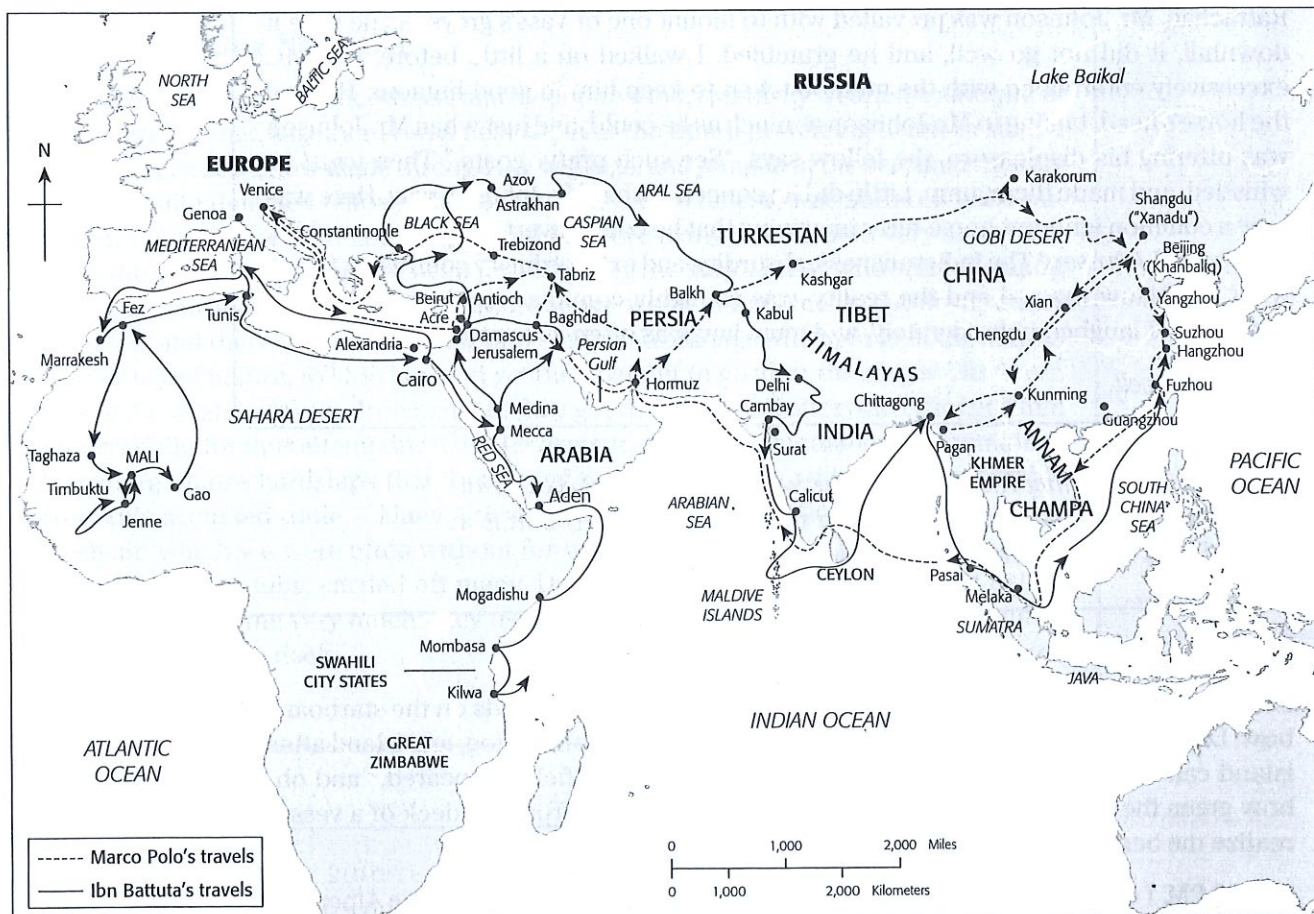 NORTH
SEA
BALTIC SEA
RUSSIA
Lake Baikal
N
EUROPE
Venice
Genoa
Azov
Astrakhan
ARAL SEA
Karakorum
Shangdu
("Xanadu")
BLACK SEA
CASPIAN
SEA
Constantinople
MEDITERRANEAN
SEA
Trebizond
TURKESTAN
GOBI DESERT
Beijing
(Khanbaliq)
Tabriz
CHINA
Kashgar
Balkh
Fez
Tunis
Beirut
Antioch
Acre
Baghdad
PERSIA
Kabul
TIBET
Xian
Yangzhou
Marrakesh
Alexandria
Damascus
Jerusalem
Persian
Gulf
HIMALAYAS
Chengdu
Suzhou
Hangzhou
Cairo
Hormuz
Delhi
Cambay
Chittagong
Kunming
Fuzhou
SAHARA DESERT
Medina
Mecca
RED SEA
ARABIA
INDIA
Surat
Pagan
Guangzhou
Taghaza
MALI
Timbuktu
Gao
Jenne
Aden
ARABIAN
SEA
Calicut
KHMER
EMPIRE
ANNAM
CHAMPA
SOUTH
CHINA
SEA
PACIFIC
OCEAN
Mogadishu
MALDIVE
ISLANDS
CEYLON
Pasai
Melaka
SUMATRA
Mombasa
SWAHILI
CITY STATES
Kilwa
JAVA
ATLANTIC
OCEAN
GREAT
ZIMBABWE
INDIAN OCEAN
0 1,000 2,000 Miles
0 1,000 2,000 Kilometers
Marco Polo's travels
Ibn Battuta's travels